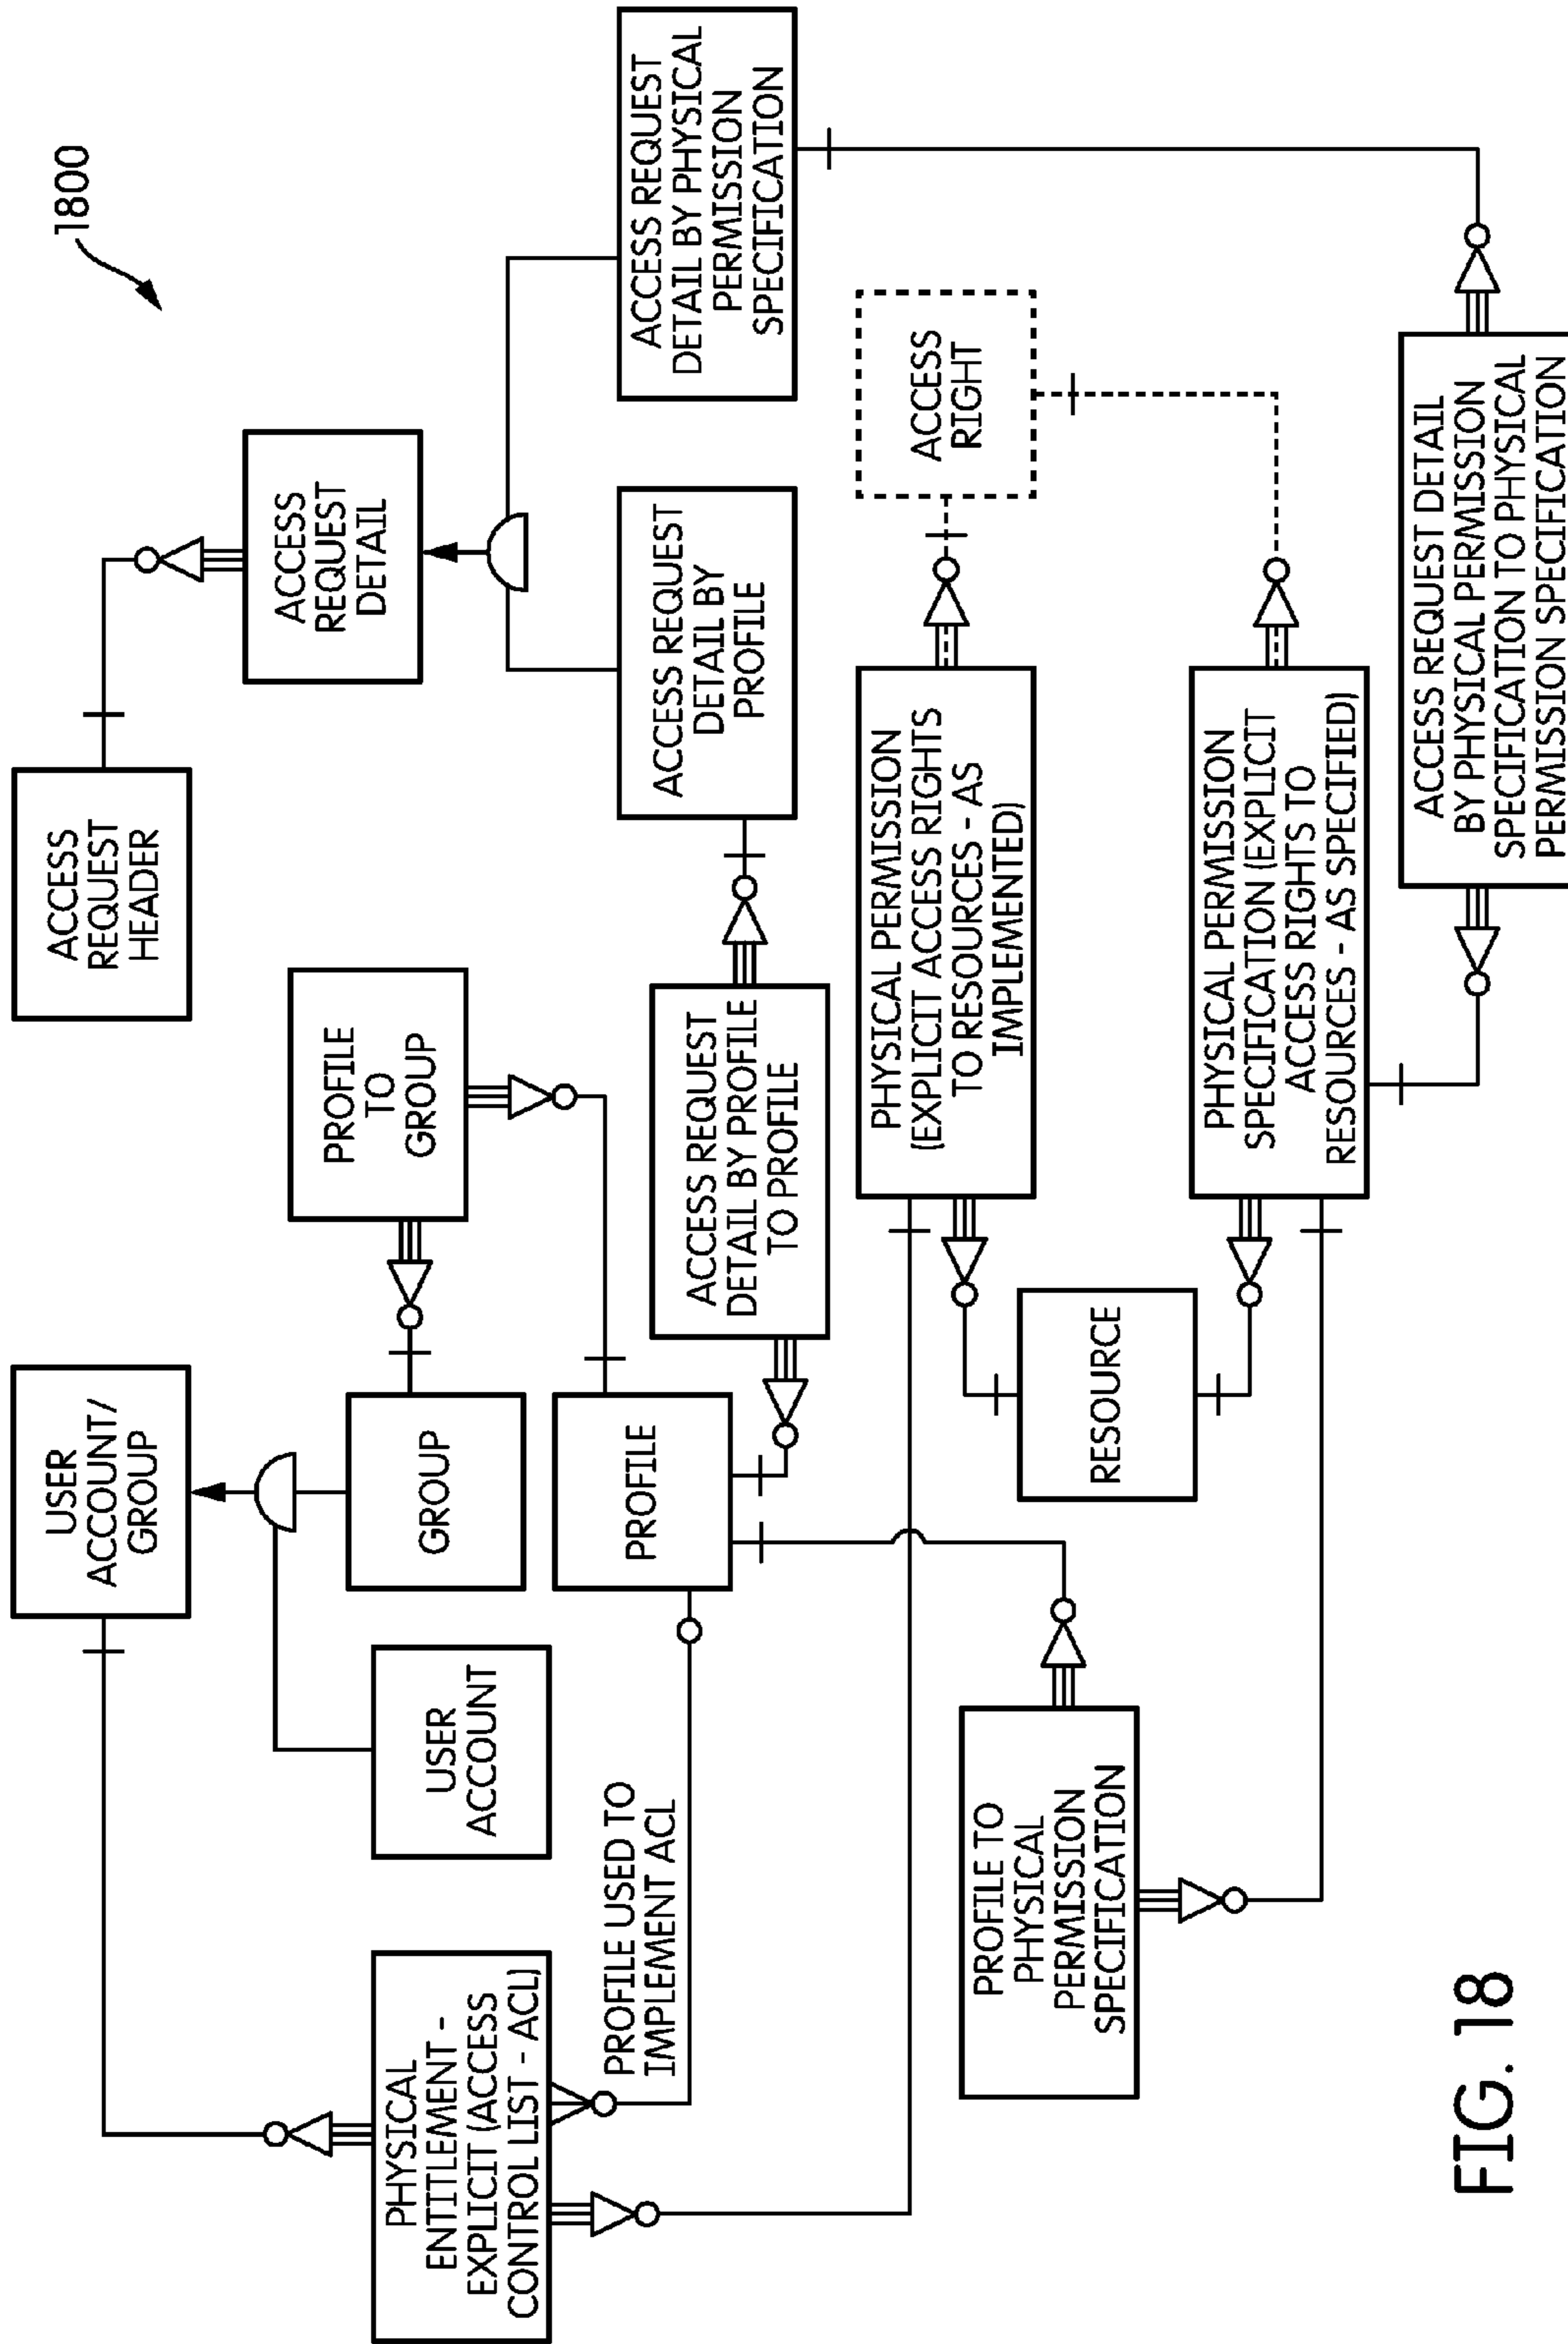 1800
USER
ACCOUNT/
GROUP
ACCESS
REQUEST
HEADER
PHYSICAL
ENTITLEMENT -
EXPLICIT (ACCESS
CONTROL LIST - ACL)
USER
ACCOUNT
GROUP
PROFILE
TO
GROUP
ACCESS
REQUEST
DETAIL
PROFILE USED TO
IMPLEMENT ACL
PROFILE
ACCESS REQUEST
DETAIL BY PROFILE
TO PROFILE
ACCESS REQUEST
DETAIL BY
PROFILE
ACCESS REQUEST
DETAIL BY PHYSICAL
PERMISSION
SPECIFICATION
PROFILE TO
PHYSICAL
PERMISSION
SPECIFICATION
RESOURCE
PHYSICAL PERMISSION
(EXPLICIT ACCESS RIGHTS
TO RESOURCES - AS
IMPLEMENTED)
ACCESS
RIGHT
PHYSICAL PERMISSION
SPECIFICATION (EXPLICIT
ACCESS RIGHTS TO
RESOURCES - AS SPECIFIED)
ACCESS REQUEST DETAIL
BY PHYSICAL PERMISSION
SPECIFICATION TO PHYSICAL
PERMISSION SPECIFICATION
FIG. 18